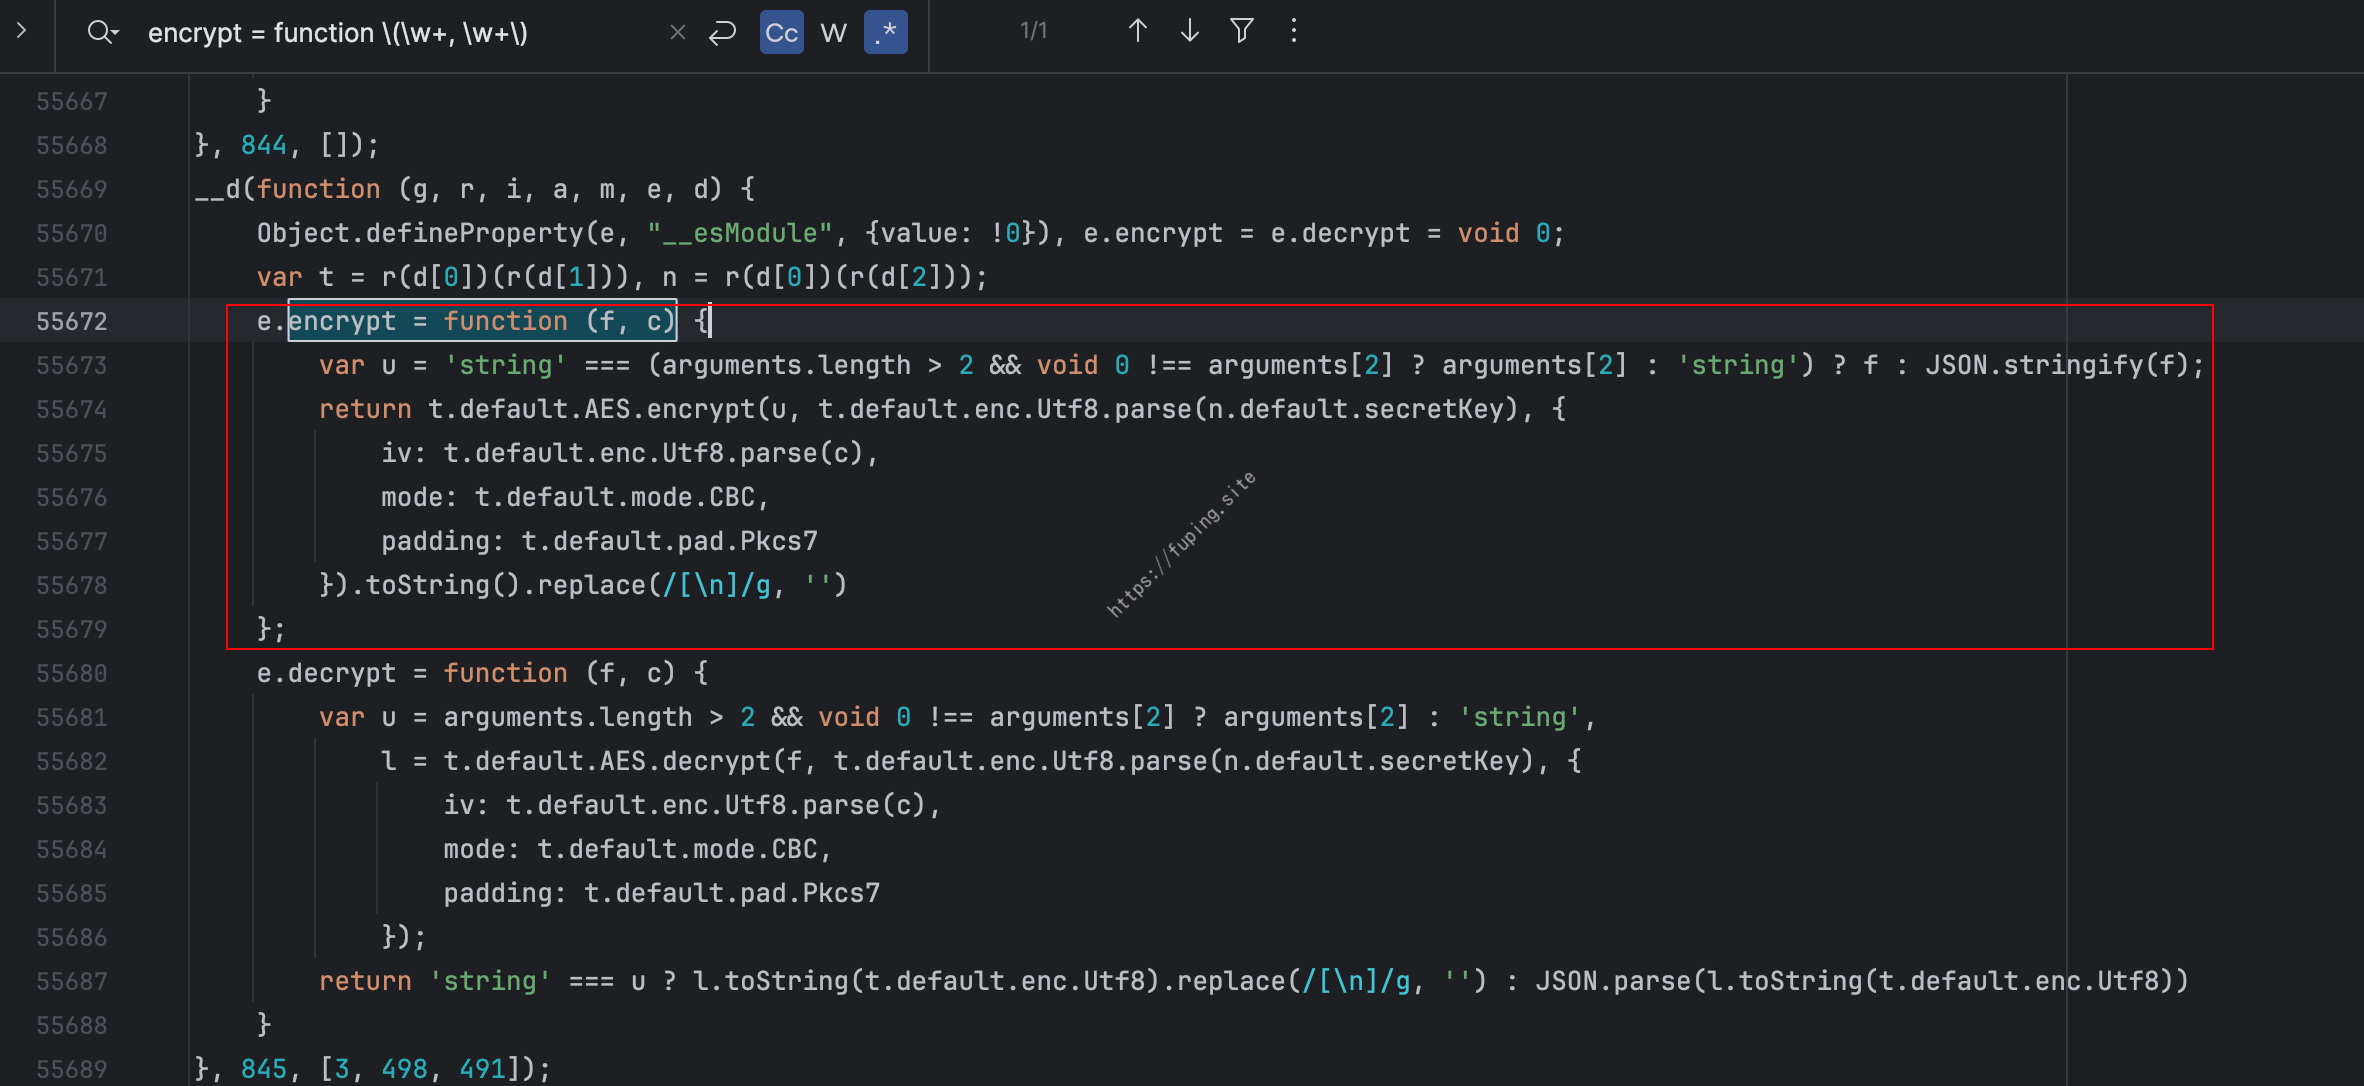 encrypt = function \(\w+, \w+\)
Cc W .*
1/1
55667 }
55668 }, 844, []);
55669 __d(function (g, r, i, a, m, e, d) {
55670 Object.defineProperty(e, "__esModule", {value: !0}), e.encrypt = e.decrypt = void 0;
55671 var t = r(d[0])(r(d[1])), n = r(d[0])(r(d[2]));
55672 e.encrypt = function (f, c) {
55673 var u = 'string' === (arguments.length > 2 && void 0 !== arguments[2] ? arguments[2] : 'string') ? f : JSON.stringify(f);
55674 return t.default.AES.encrypt(u, t.default.enc.Utf8.parse(n.default.secretKey), {
55675 iv: t.default.enc.Utf8.parse(c),
55676 mode: t.default.mode.CBC,
55677 padding: t.default.pad.Pkcs7
55678 }).toString().replace(/[\n]/g, '')
55679 };
55680 e.decrypt = function (f, c) {
55681 var u = arguments.length > 2 && void 0 !== arguments[2] ? arguments[2] : 'string',
55682 l = t.default.AES.decrypt(f, t.default.enc.Utf8.parse(n.default.secretKey), {
55683 iv: t.default.enc.Utf8.parse(c),
55684 mode: t.default.mode.CBC,
55685 padding: t.default.pad.Pkcs7
55686 });
55687 return 'string' === u ? l.toString(t.default.enc.Utf8).replace(/[\n]/g, '') : JSON.parse(l.toString(t.default.enc.Utf8))
55688 }
55689 }, 845, [3, 498, 491]);
https://fuping.site